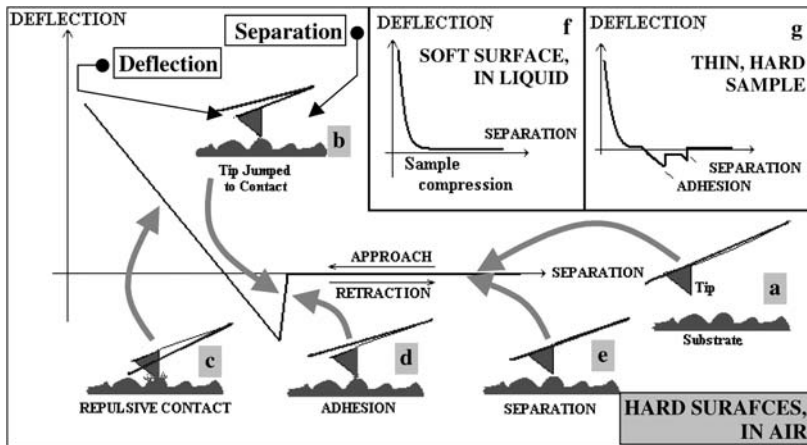 DEFLECTION
Separation
Deflection
b
Tip Jumped
to Contact
DEFLECTION
f
SOFT SURFACE,
IN LIQUID
SEPARATION
Sample
compression
DEFLECTION
g
THIN, HARD
SAMPLE
SEPARATION
ADHESION
APPROACH
RETRACTION
SEPARATION
Tip
a
Substrate
c
REPULSIVE CONTACT
d
ADHESION
e
SEPARATION
HARD SURAFCES,
IN AIR